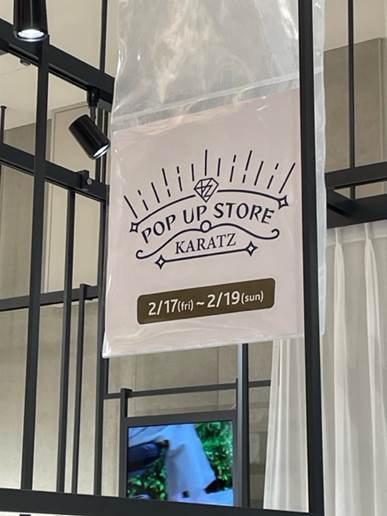 POP UP STORE
KARATZ
2/17(fri)~2/19(sun)